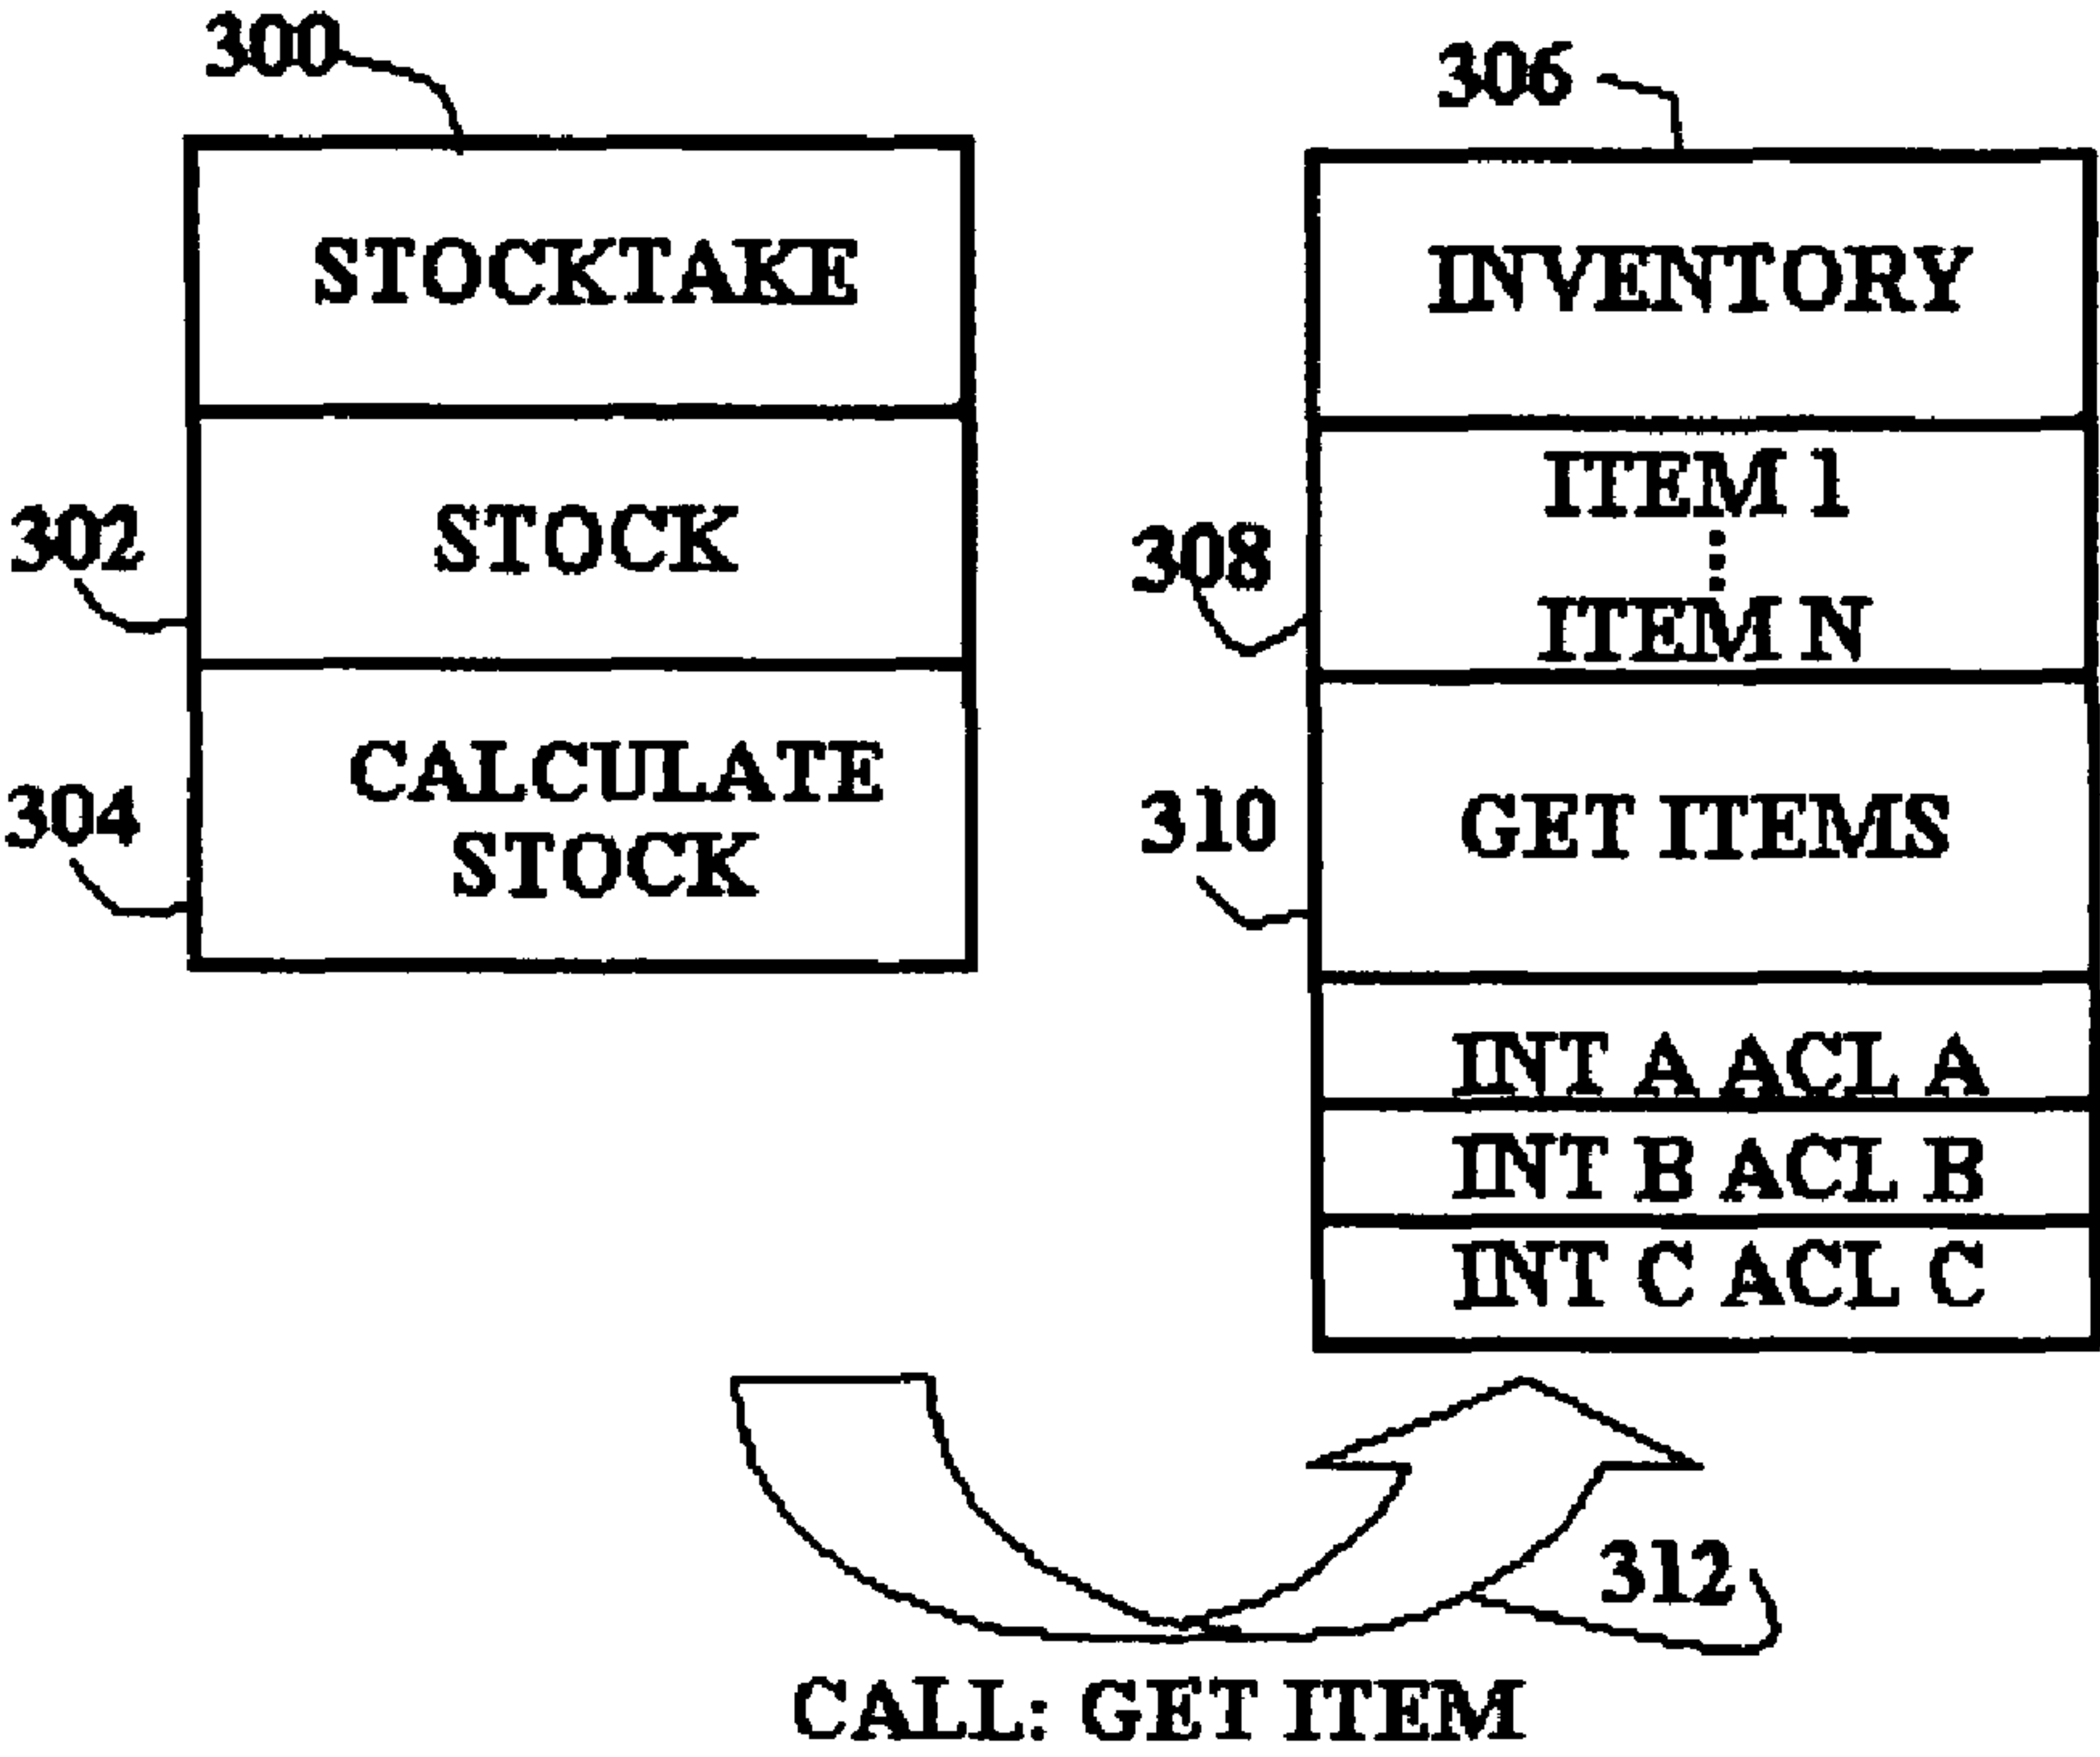 300
STOCKTAKE
302
STOCK
304
CALCULATE
STOCK
306
INVENTORY
308
ITEM 1
ITEM N
310
GET ITEMS
INT A ACL A
INT B ACL B
INT C ACL C
312
CALL: GET ITEM